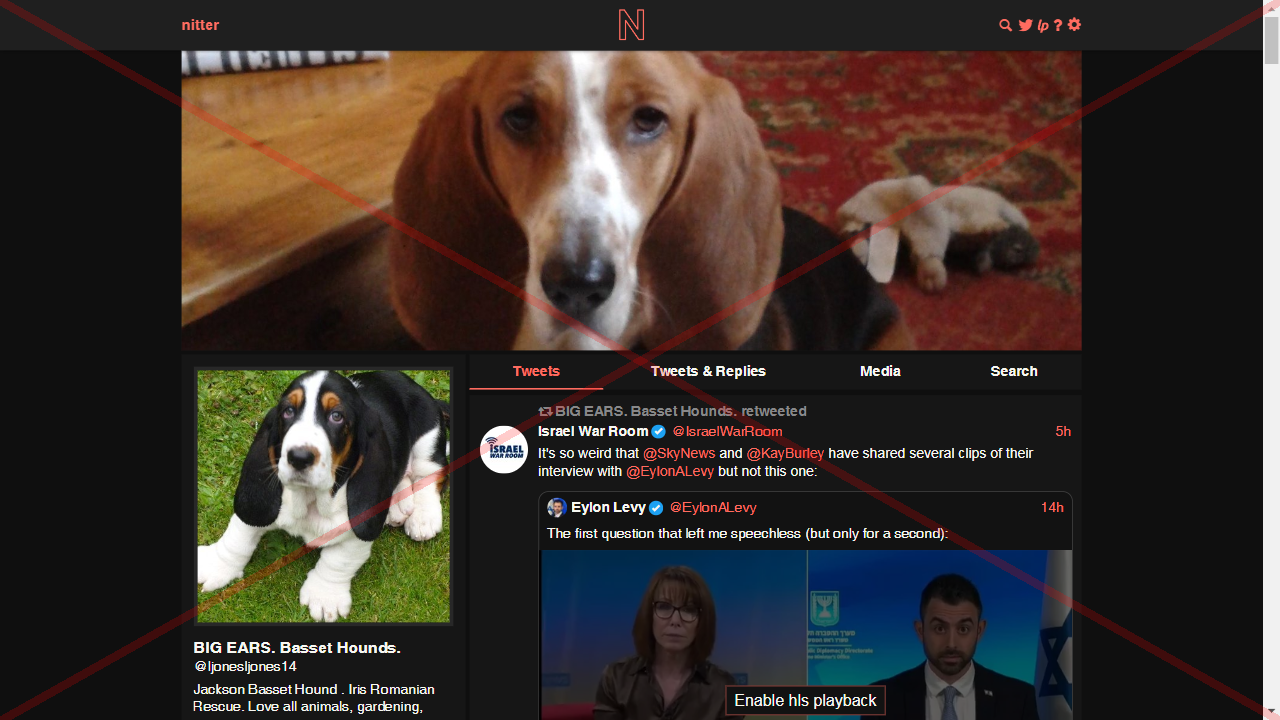 nitter
N
lp ?
Tweets
Tweets & Replies
Media
Search
BIG EARS. Basset Hounds. retweeted
Israel War Room @IsraelWarRoom
5h
ISRAEL
WAR ROOM
It's so weird that @SkyNews and @KayBurley have shared several clips of their
interview with @EylonALevy but not this one:
Eylon Levy @EylonALevy
14h
The first question that left me speechless (but only for a second):
Enable hls playback
BIG EARS. Basset Hounds.
@ljonesljones14
Jackson Basset Hound . Iris Romanian
Rescue. Love all animals, gardening,